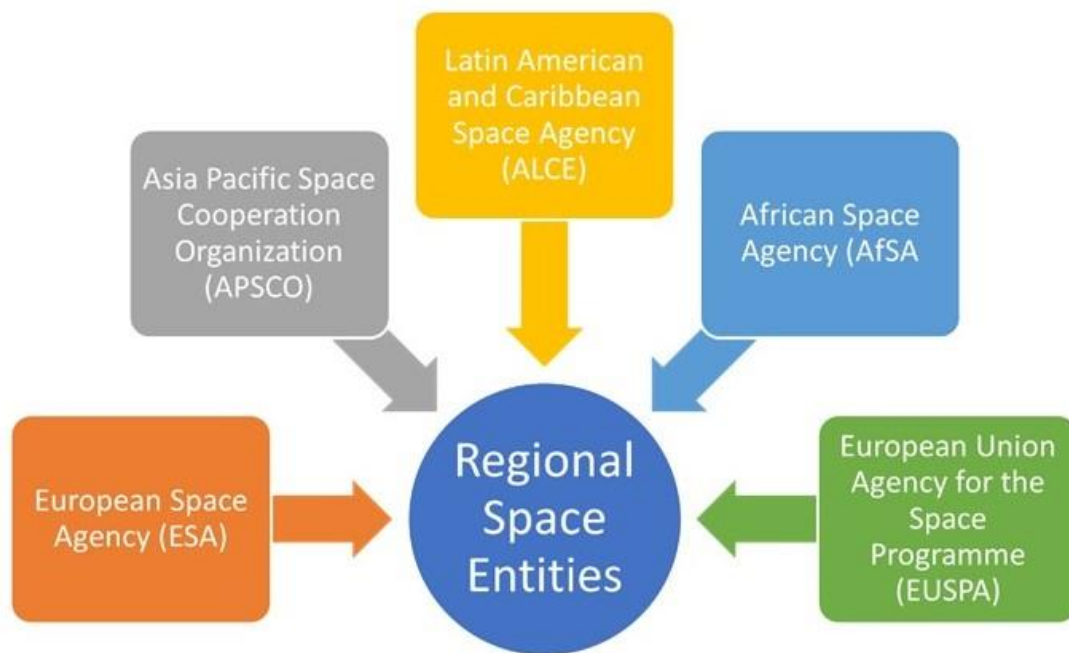 Latin American
and Caribbean
Space Agency
(ALCE)
Asia Pacific Space
Cooperation
Organization
(APSCO)
African Space
Agency (AfSA
European Space
Agency (ESA)
Regional
Space
Entities
European Union
Agency for the
Space
Programme
(EUSPA)